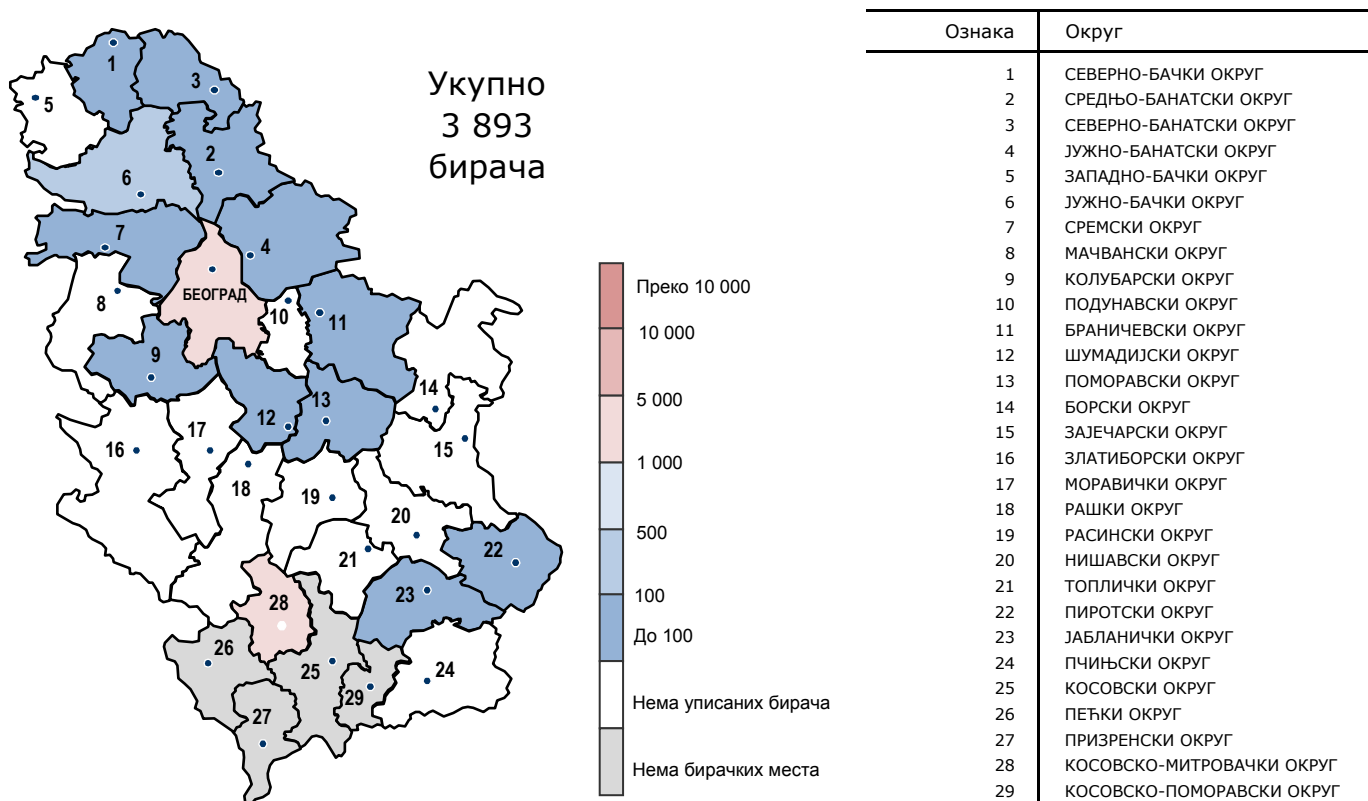 Укупно
3 893
бирача
1
3
5
2
6
7
4
БЕОГРАД
8
10
11
9
14
12
13
17
16
15
18
19
20
21
22
23
28
26
25
24
29
27
Преко 10 000
10 000
5 000
1 000
500
100
До 100
Нема уписаних бирача
Нема бирачких места
Ознака Округ
1 СЕВЕРНО-БАЧКИ ОКРУГ
2 СРЕДЊО-БАНАТСКИ ОКРУГ
3 СЕВЕРНО-БАНАТСКИ ОКРУГ
4 ЈУЖНО-БАНАТСКИ ОКРУГ
5 ЗАПАДНО-БАЧКИ ОКРУГ
6 ЈУЖНО-БАЧКИ ОКРУГ
7 СРЕМСКИ ОКРУГ
8 МАЧВАНСКИ ОКРУГ
9 КОЛУБАРСКИ ОКРУГ
10 ПОДУНАВСКИ ОКРУГ
11 БРАНИЧЕВСКИ ОКРУГ
12 ШУМАДИЈСКИ ОКРУГ
13 ПОМОРАВСКИ ОКРУГ
14 БОРСКИ ОКРУГ
15 ЗАЈЕЧАРСКИ ОКРУГ
16 ЗЛАТИБОРСКИ ОКРУГ
17 МОРАВИЧКИ ОКРУГ
18 РАШКИ ОКРУГ
19 РАСИНСКИ ОКРУГ
20 НИШАВСКИ ОКРУГ
21 ТОПЛИЧКИ ОКРУГ
22 ПИРОТСКИ ОКРУГ
23 ЈАБЛАНИЧКИ ОКРУГ
24 ПЧИЊСКИ ОКРУГ
25 КОСОВСКИ ОКРУГ
26 ПЕЋКИ ОКРУГ
27 ПРИЗРЕНСКИ ОКРУГ
28 КОСОВСКО-МИТРОВАЧКИ ОКРУГ
29 КОСОВСКО-ПОМОРАВСКИ ОКРУГ